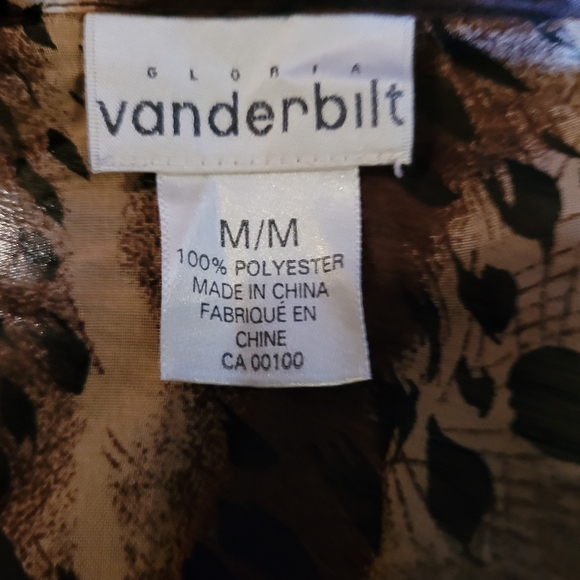 GLORIA
vanderbilt
M/M
100% POLYESTER
MADE IN CHINA
FABRIQUÉ EN
CHINE
CA 00100